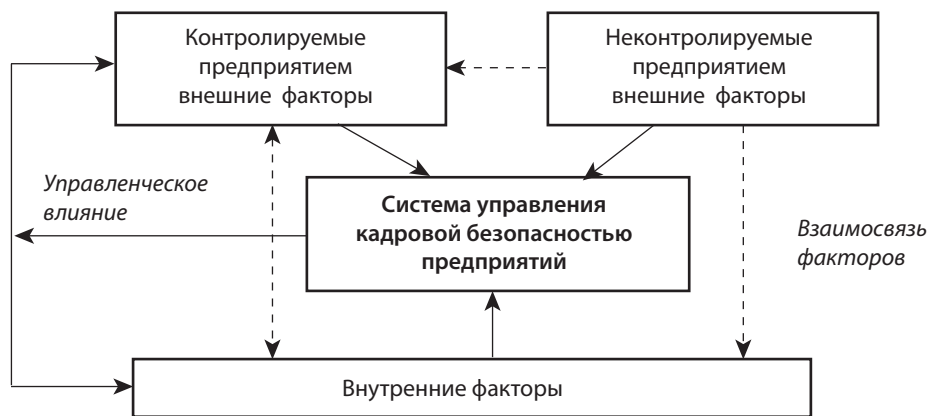 Контролируемые
предприятием
внешние факторы
Неконтролируемые
предприятием
внешние факторы
Управленческое
влияние
Система управления
кадровой безопасностью
предприятий
Взаимосвязь
факторов
Внутренние факторы